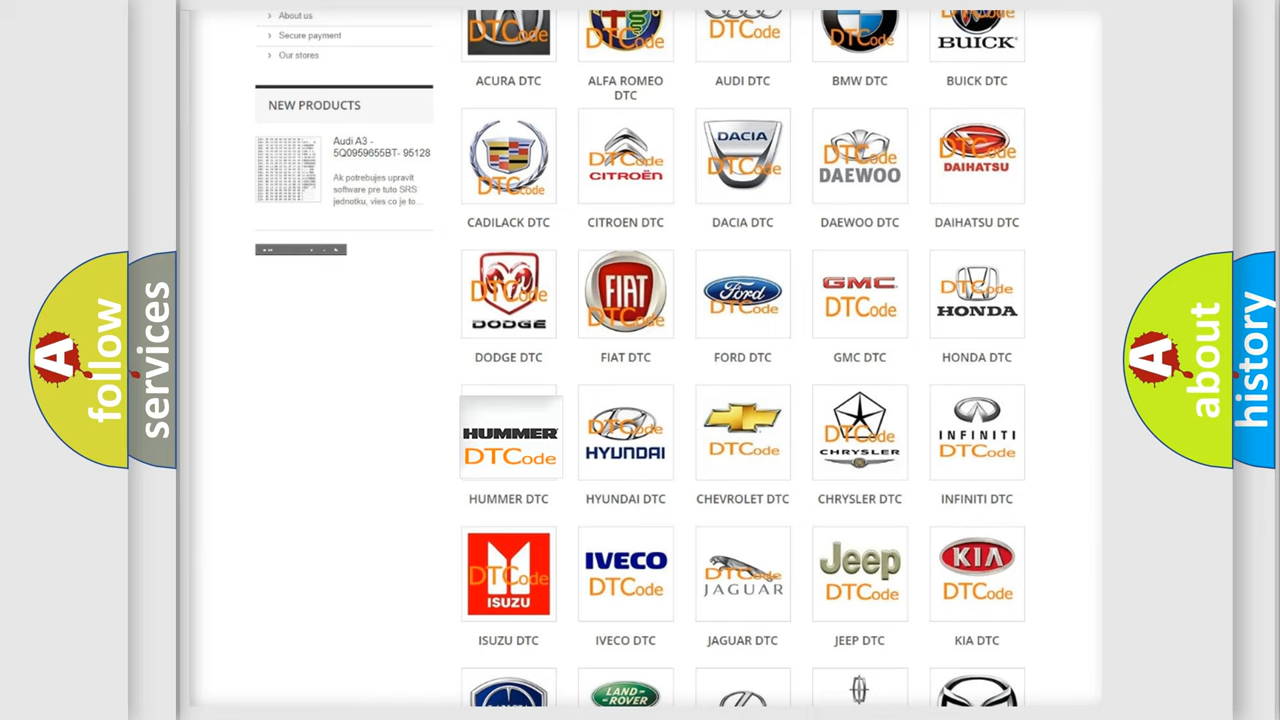 About us
Secure payment
Our stores
NEW PRODUCTS
Audi A3 -
5Q0959655BT- 95128
Ak potrebujes upravit
software pre tuto SRS
jednotku, vies co je to...
DTCode
DTCode
DTCode
DTCode
BUICK
ACURA DTC
ALFA ROMEO
DTC
AUDI DTC
BMW DTC
BUICK DTC
DTCode
DTCode
CITROËN
DACIA
DTCode
DTCode
DAEWOO
DTCode
DAIHATSU
CADILACK DTC
CITROEN DTC
DACIA DTC
DAEWOO DTC
DAIHATSU DTC
DTCode
DODGE
FIAT
DTCode
Ford
DTCode
GMC
DTCode
DTCode
HONDA
DODGE DTC
FIAT DTC
FORD DTC
GMC DTC
HONDA DTC
HUMMER
DTCode
DTCode
HYUNDAI
DTCode
DTCode
CHRYSLER
INFINITI
DTCode
HUMMER DTC
HYUNDAI DTC
CHEVROLET DTC
CHRYSLER DTC
INFINITI DTC
DTCode
ISUZU
IVECO
DTCode
DTCode
JAGUAR
Jeep
DTCode
KIA
DTCode
ISUZU DTC
IVECO DTC
JAGUAR DTC
JEEP DTC
KIA DTC
LAND-
ROVER
A follow
services
A about
history